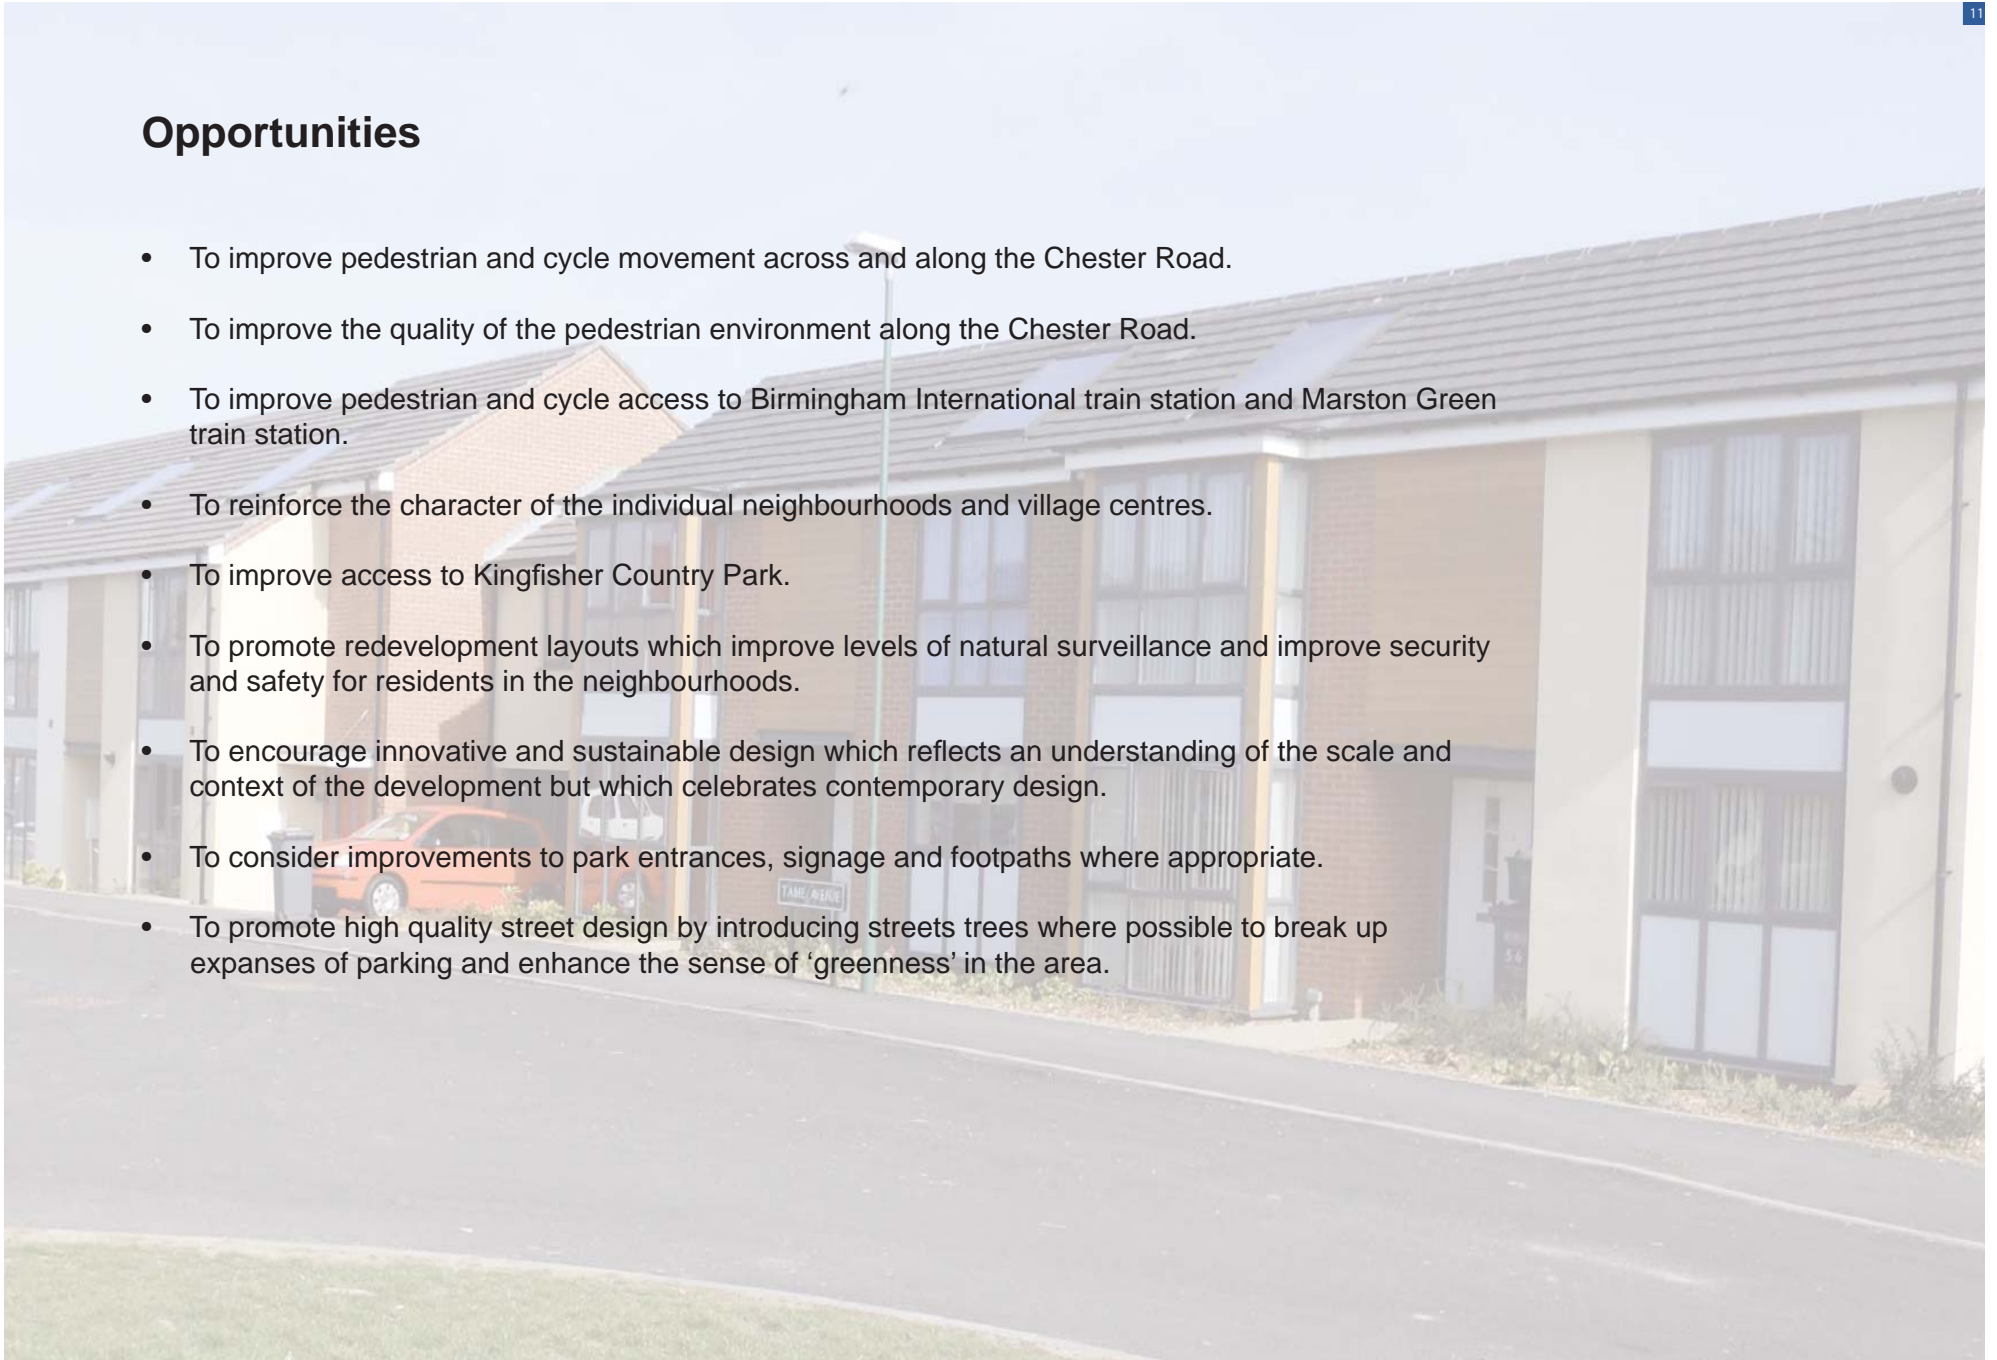 11
Opportunities
• To improve pedestrian and cycle movement across and along the Chester Road.
• To improve the quality of the pedestrian environment along the Chester Road.
• To improve pedestrian and cycle access to Birmingham International train station and Marston Green
train station.
• To reinforce the character of the individual neighbourhoods and village centres.
• To improve access to Kingfisher Country Park.
• To promote redevelopment layouts which improve levels of natural surveillance and improve security
and safety for residents in the neighbourhoods.
• To encourage innovative and sustainable design which reflects an understanding of the scale and
context of the development but which celebrates contemporary design.
• To consider improvements to park entrances, signage and footpaths where appropriate.
TAME AVENUE
• To promote high quality street design by introducing streets trees where possible to break up
expanses of parking and enhance the sense of ‘greenness’ in the area.